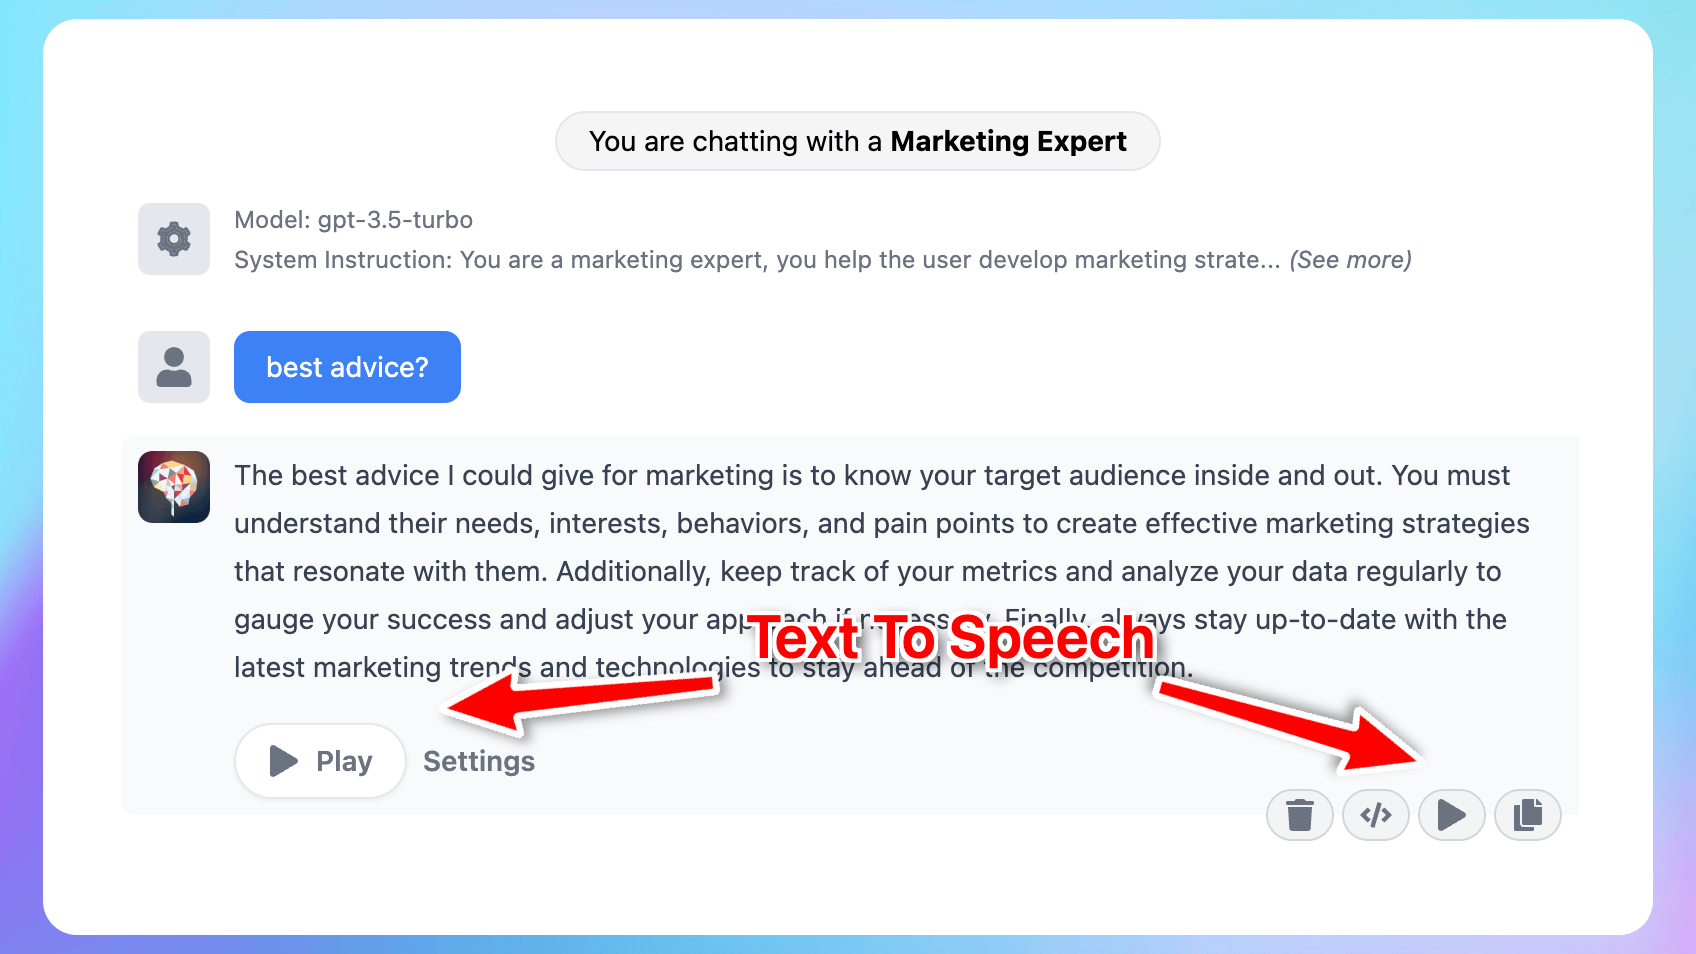 You are chatting with a Marketing Expert
Model: gpt-3.5-turbo
System Instruction: You are a marketing expert, you help the user develop marketing strate... (See more)
best advice?
The best advice I could give for marketing is to know your target audience inside and out. You must
understand their needs, interests, behaviors, and pain points to create effective marketing strategies
that resonate with them. Additionally, keep track of your metrics and analyze your data regularly to
gauge your success and adjust your approach if necessary. Finally, always stay up-to-date with the
latest marketing trends and technologies to stay ahead of the competition.
Text To Speech
Play Settings